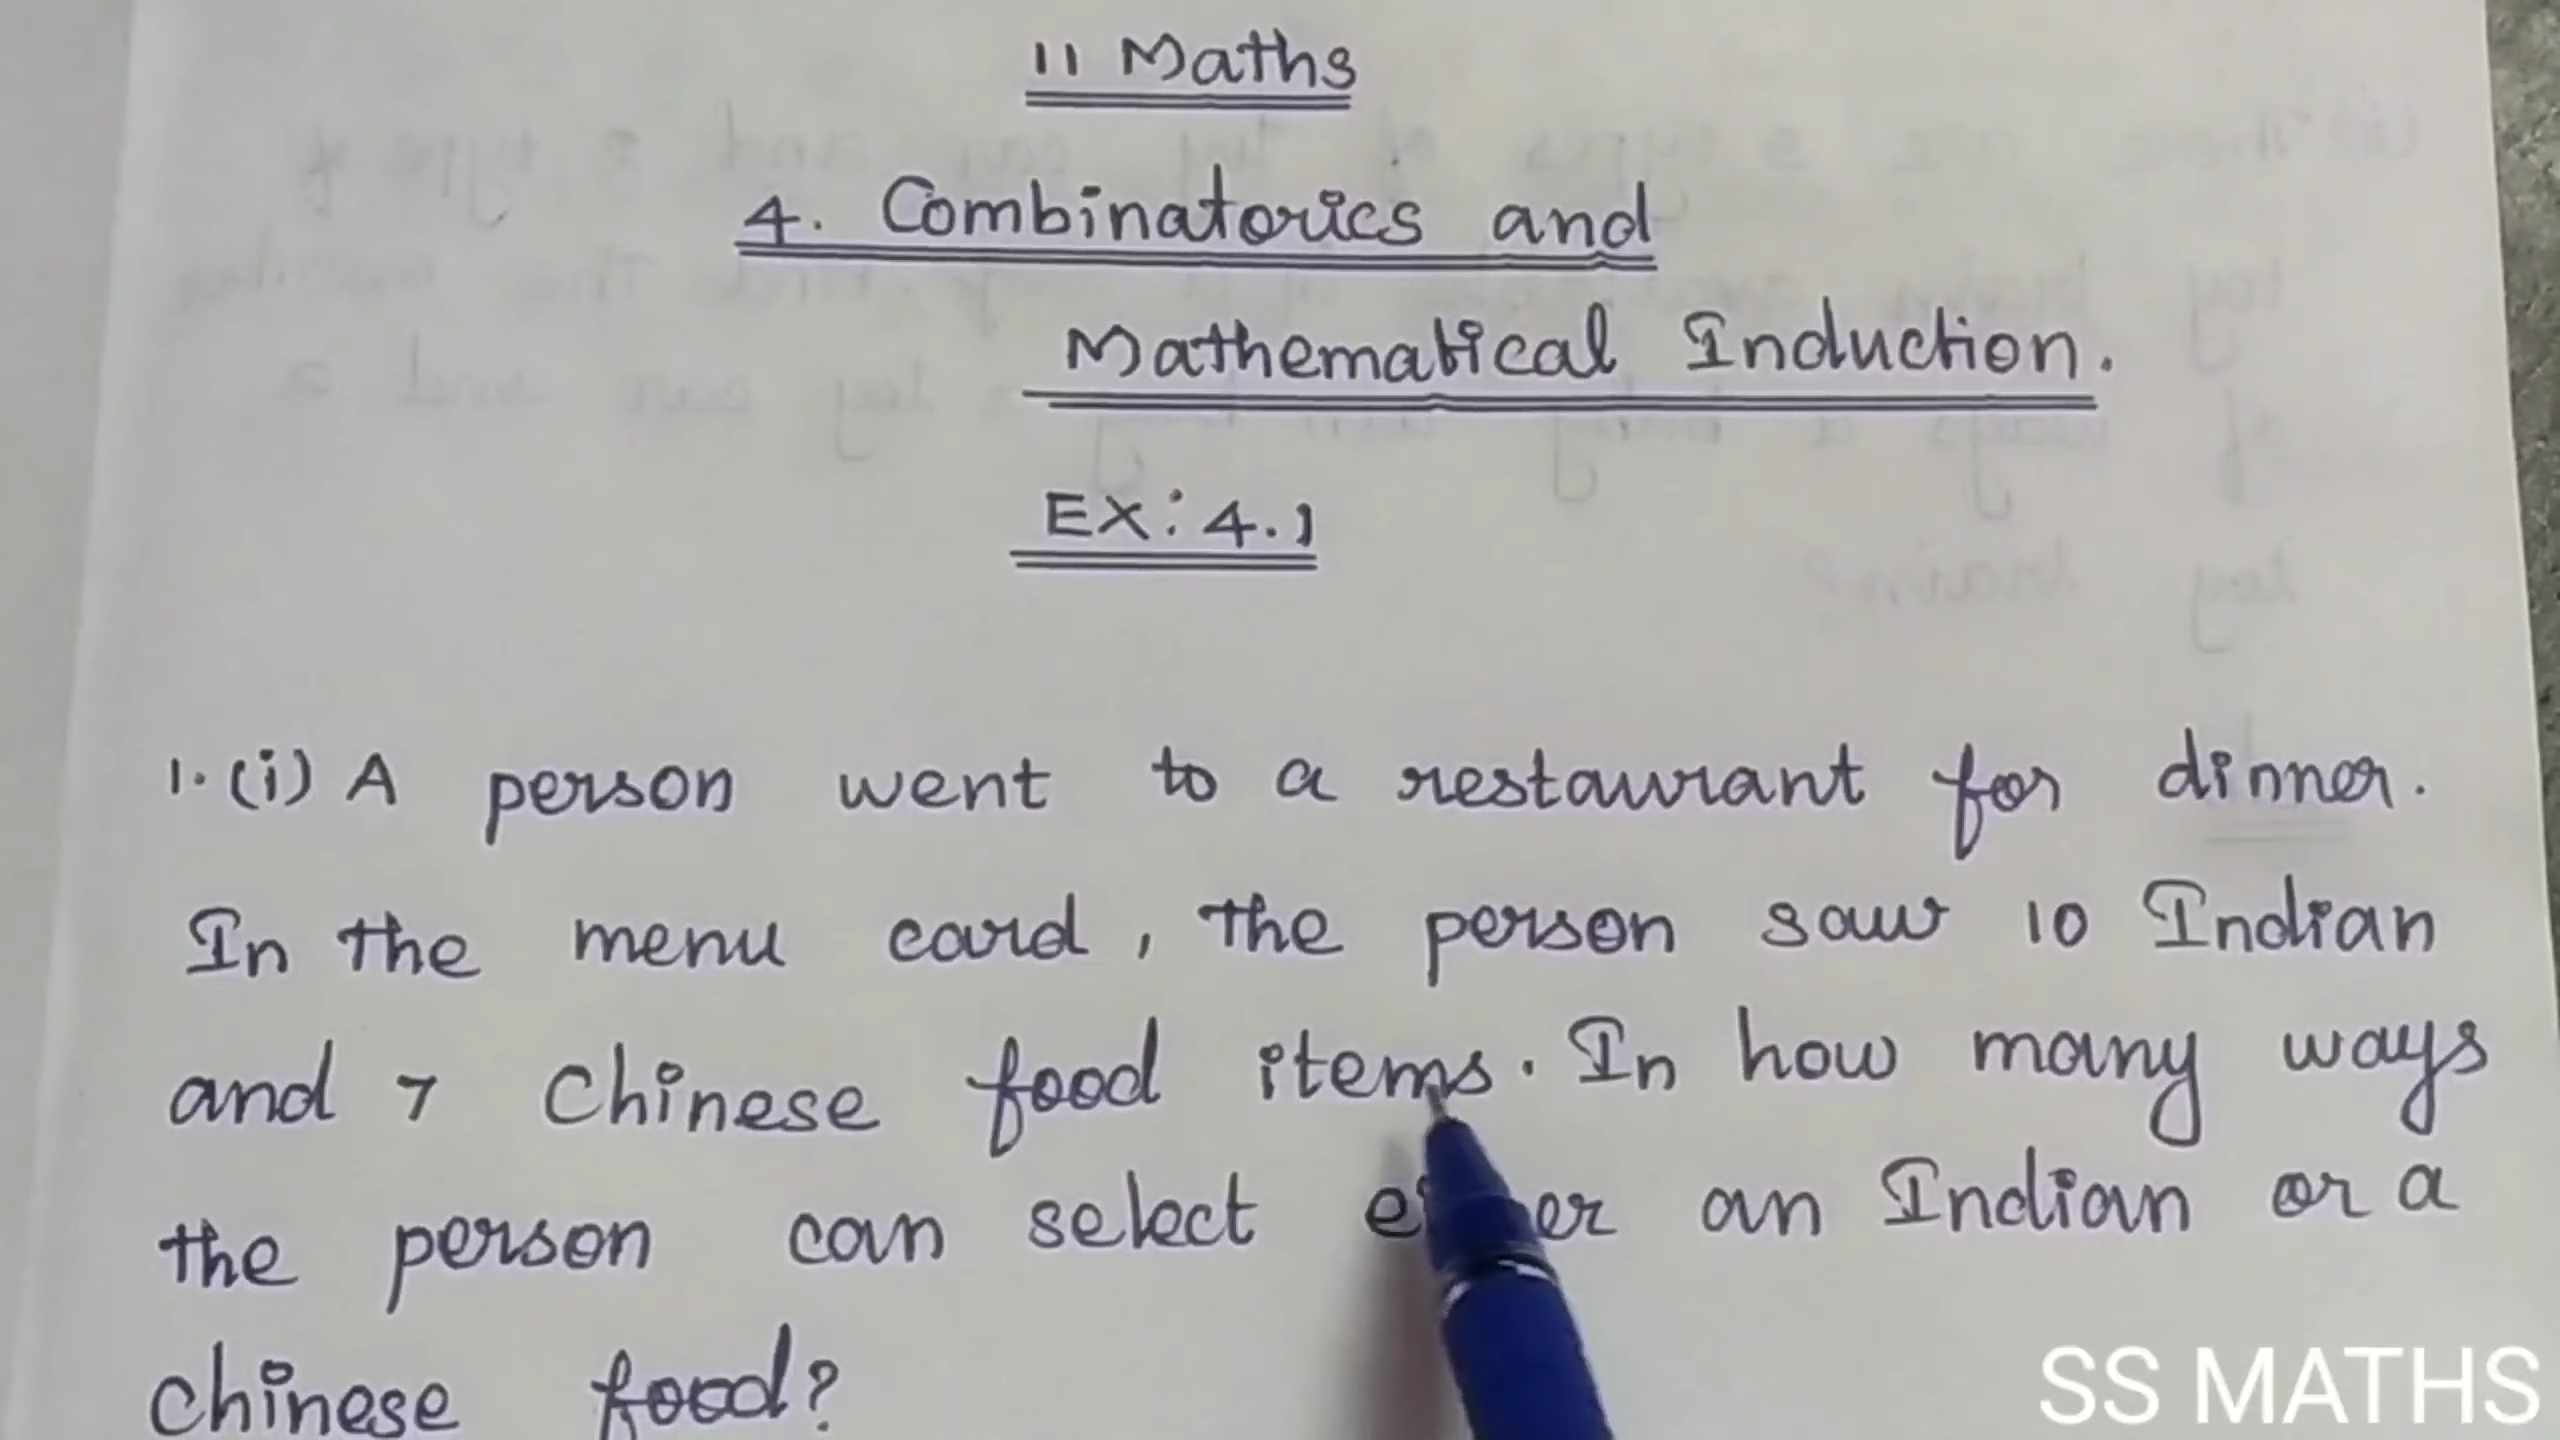 11 Maths
4. Combinatorics and
Mathematical Induction.
EX: 4.1
1. (i) A person went to a restaurant for dinner.
In the menu card, the person saw 10 Indian
and 7 Chinese food items. In how many ways
the person can select either an Indian or a
Chinese food?
SS MATHS